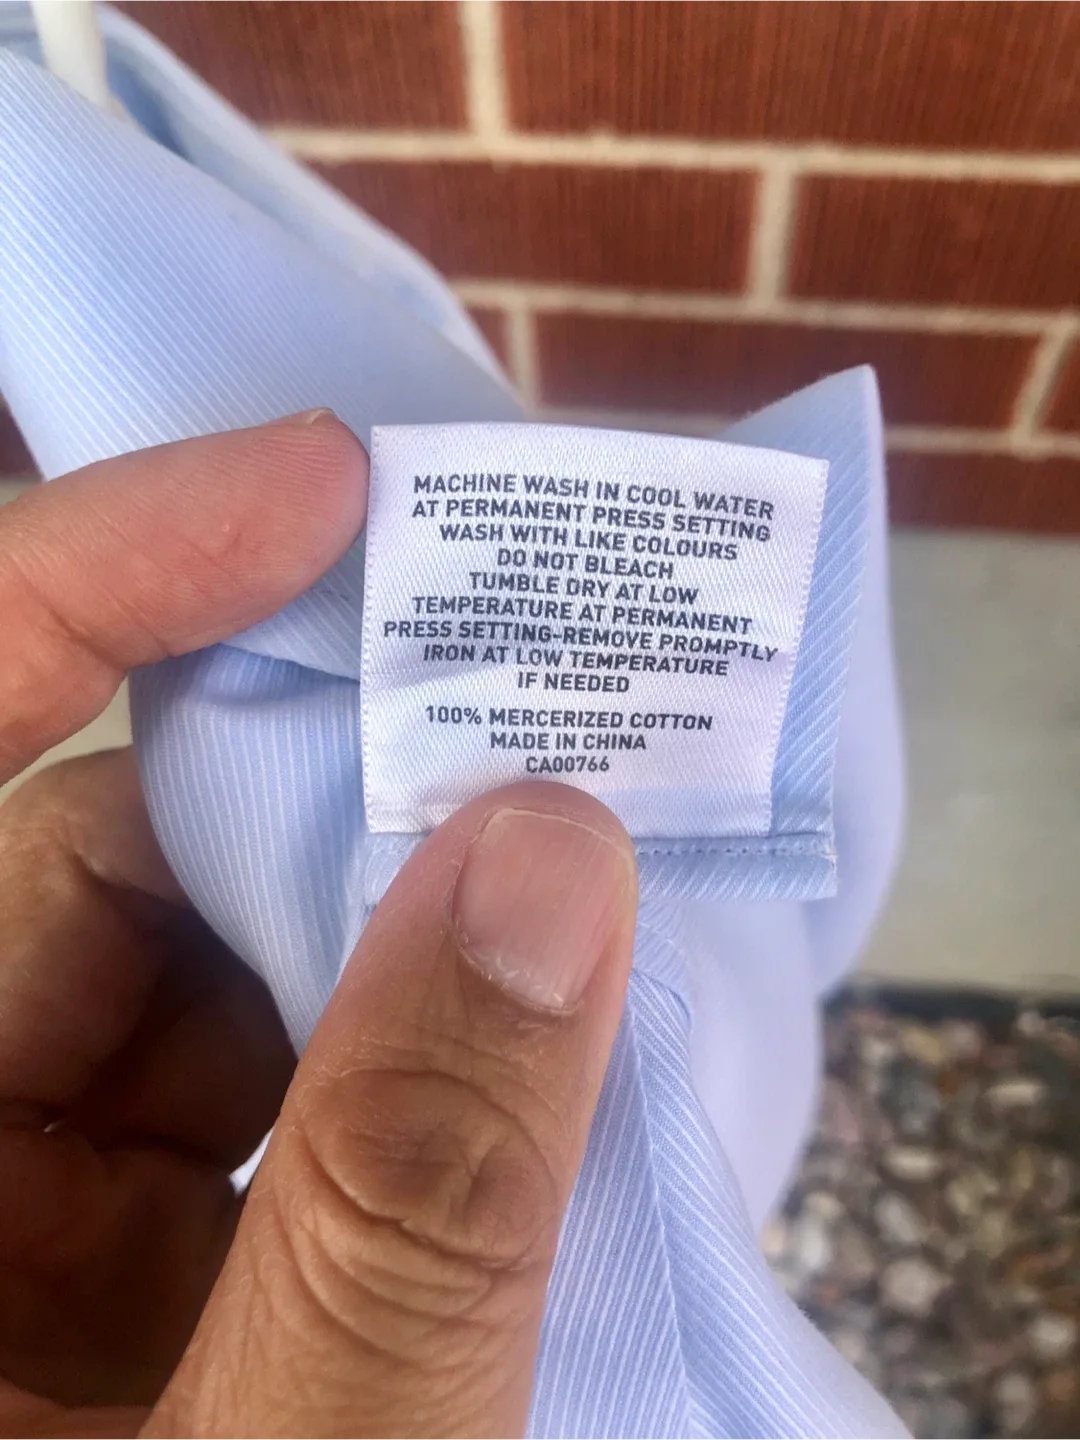 MACHINE WASH IN COOL WATER
AT PERMANENT PRESS SETTING
WASH WITH LIKE COLOURS
DO NOT BLEACH
TUMBLE DRY AT LOW
TEMPERATURE AT PERMANENT
PRESS SETTING-REMOVE PROMPTLY
IRON AT LOW TEMPERATURE
IF NEEDED
100% MERCERIZED COTTON
MADE IN CHINA
CA00766